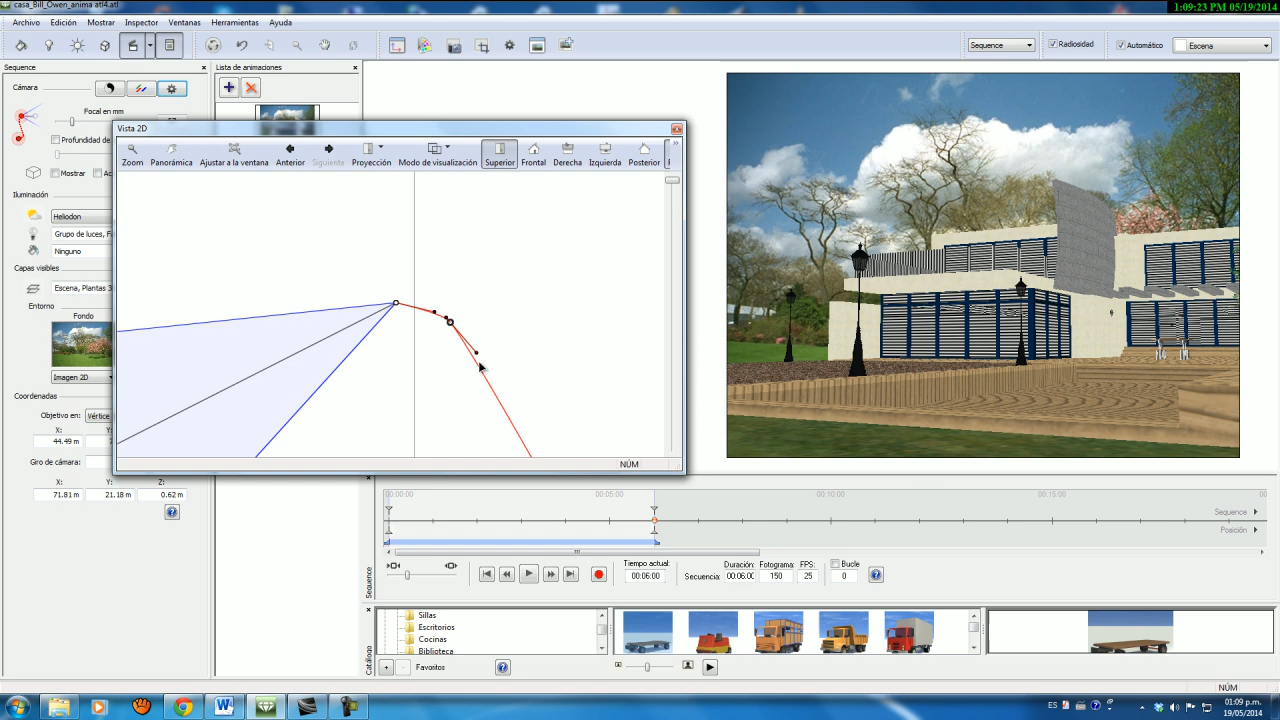 casa_Bill_Owen_anima atl4.atl
1:09:23 PM 05/19/2014
Archivo Edición Mostrar Inspector Ventanas Herramientas Ayuda
Sequence
Radiosidad
Automático
Escena
Sequence
Lista de animaciones
Cámara
Focal en mm
Profundidad de
Mostrar
Iluminación
Heliodon
Grupo de luces, Fa
Ninguno
Capas visibles
Escena, Plantas 3
Entorno
Fondo
Imagen 2D
Coordenadas
Objetivo en: Vértice
X:
44.49 m
Giro de cámara:
X: Y: Z:
71.81 m 21.18 m 0.62 m
Vista 2D
Zoom Panorámica Ajustar a la ventana Anterior Siguiente Proyección Modo de visualización Superior Frontal Derecha Izquierda Posterior
NÚM
00:00:00 00:05:00 00:10:00 00:15:00 00
Sequence
Posición
Tiempo actual:
00:06:00
Duración: Fotograma: FPS:
Secuencia: 00:06:00 150 25
Bucle
0
Sequence
Sillas
Escritorios
Cocinas
Biblioteca
Favoritos
Catálogo
NÚM
ES
01:09 p.m.
19/05/2014